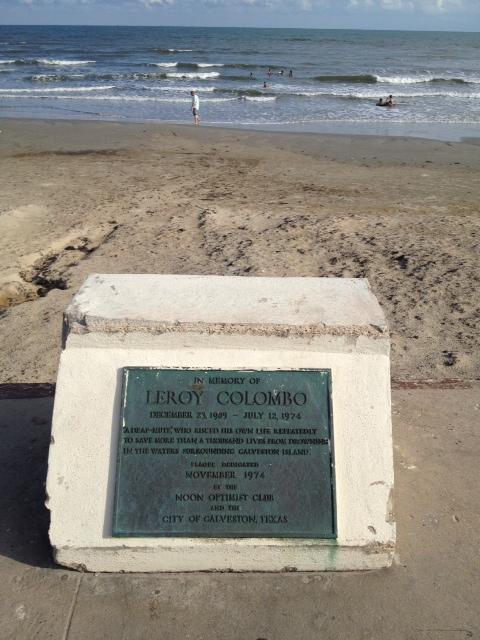 IN MEMORY OF
LEROY COLOMBO
DECEMBER 23, 1905 - JULY 12, 1974
A DEAF-MUTE, WHO RISKED HIS OWN LIFE REPEATEDLY
TO SAVE MORE THAN A THOUSAND LIVES FROM DROWNING
IN THE WATERS SURROUNDING GALVESTON ISLAND.
PLAQUE DEDICATED
NOVEMBER 1974
BY THE
NOON OPTIMIST CLUB
AND THE
CITY OF GALVESTON, TEXAS